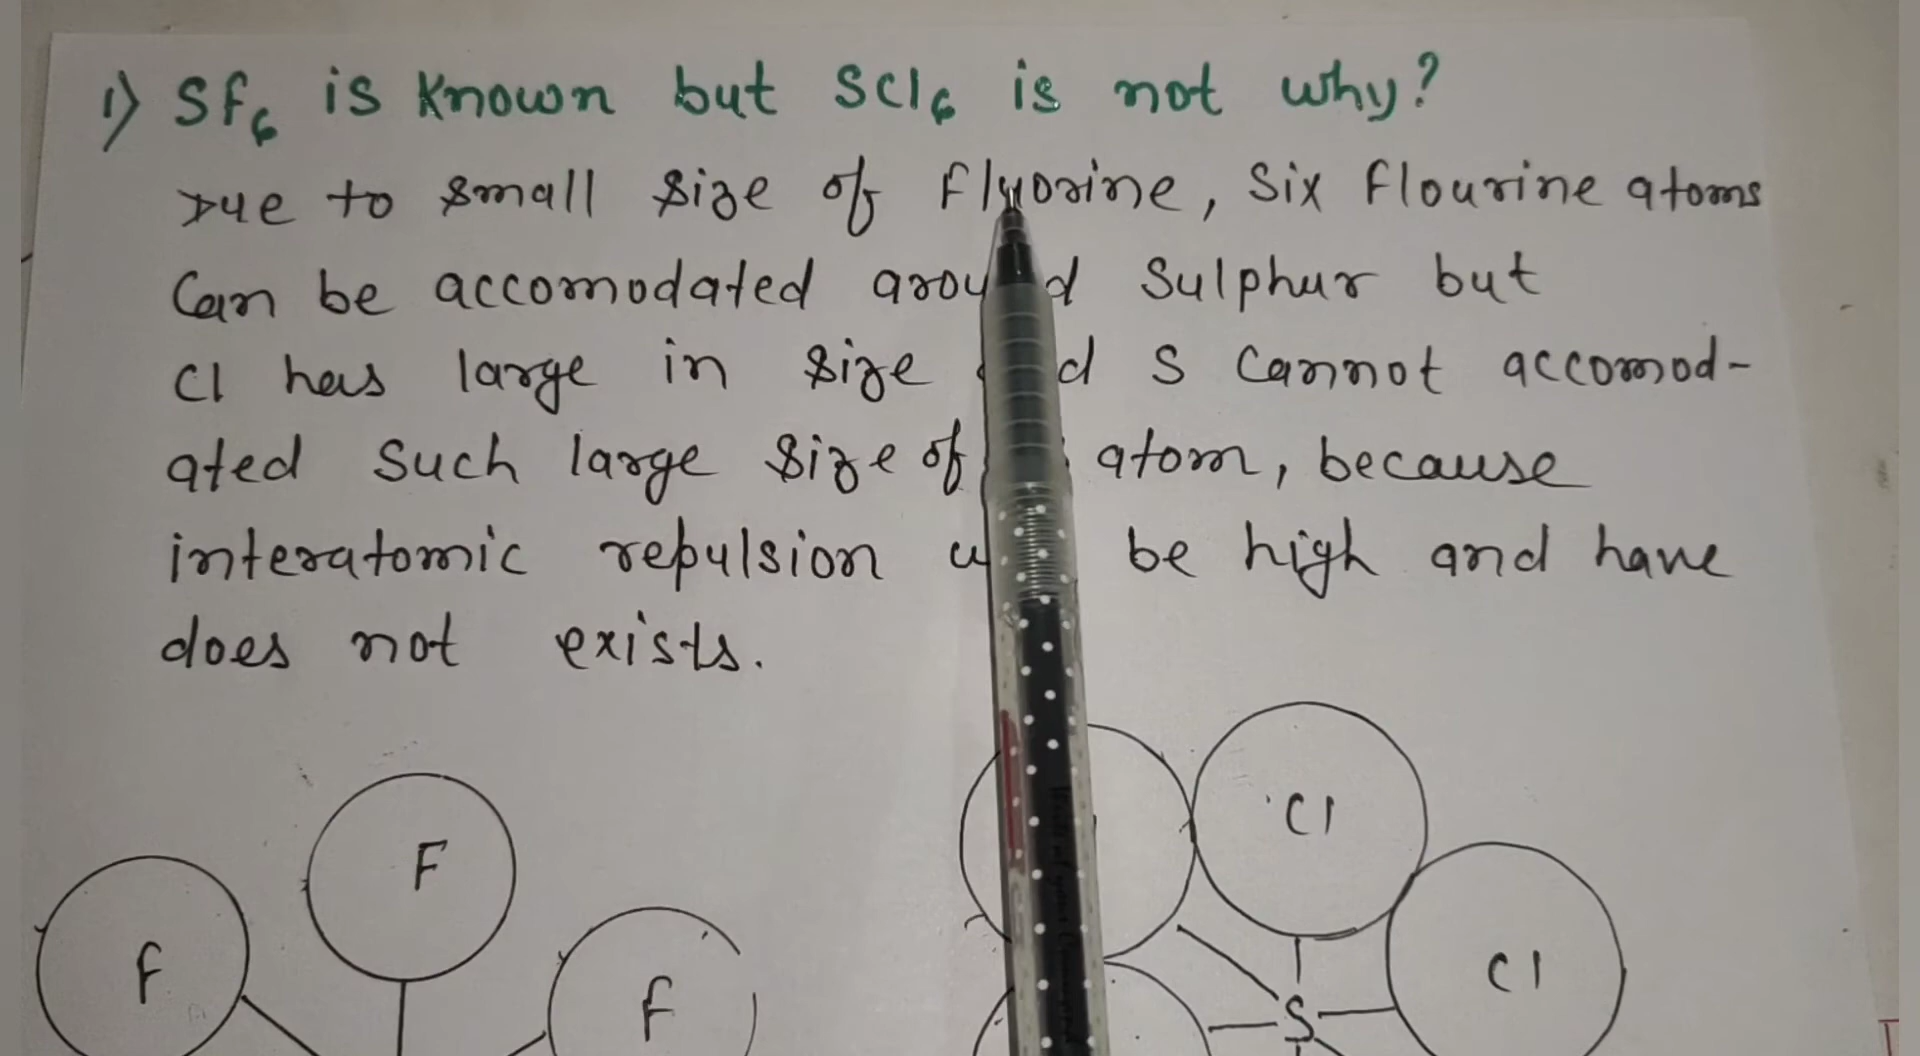 1) SF6 is known but SCl6 is not why?
Due to small size of Fluorine, six flourine atoms
can be accomodated around Sulphur but
Cl has large in size and S cannot accomod-
ated such large size of atom, because
interatomic repulsion be high and have
does not exists.
F
Cl
F
Cl
F
S